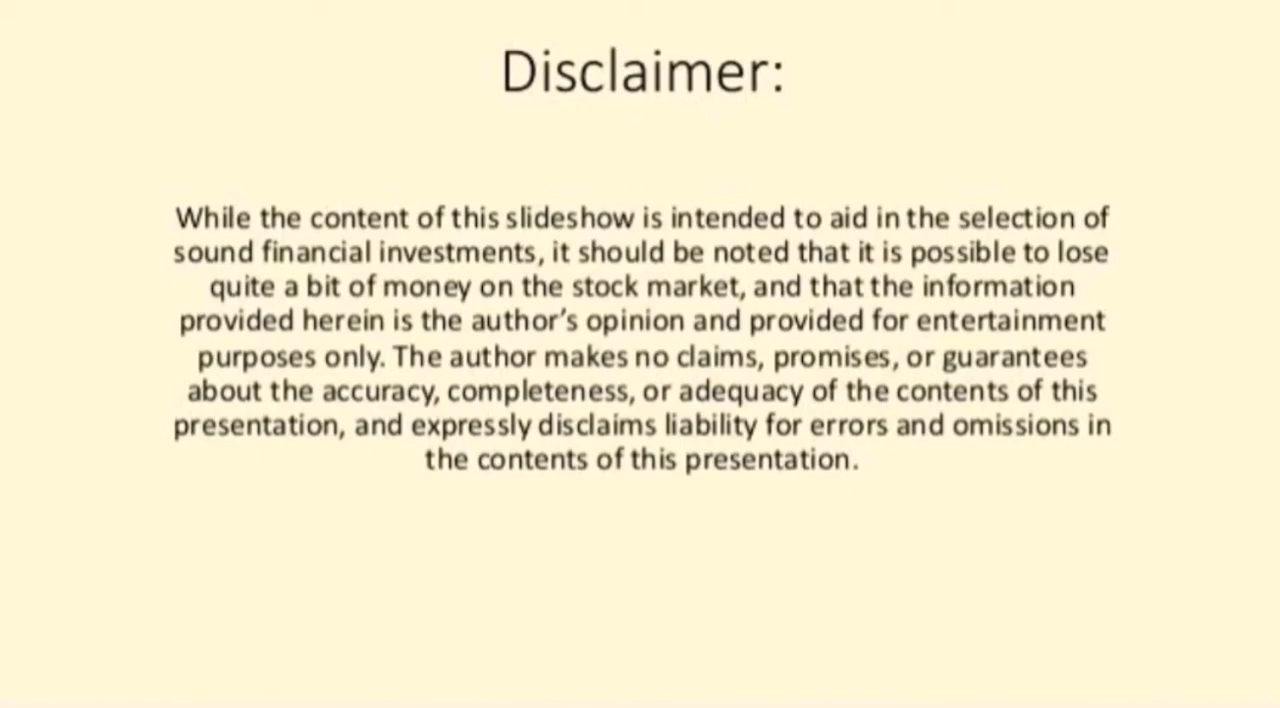 Disclaimer:
While the content of this slideshow is intended to aid in the selection of
sound financial investments, it should be noted that it is possible to lose
quite a bit of money on the stock market, and that the information
provided herein is the author’s opinion and provided for entertainment
purposes only. The author makes no claims, promises, or guarantees
about the accuracy, completeness, or adequacy of the contents of this
presentation, and expressly disclaims liability for errors and omissions in
the contents of this presentation.